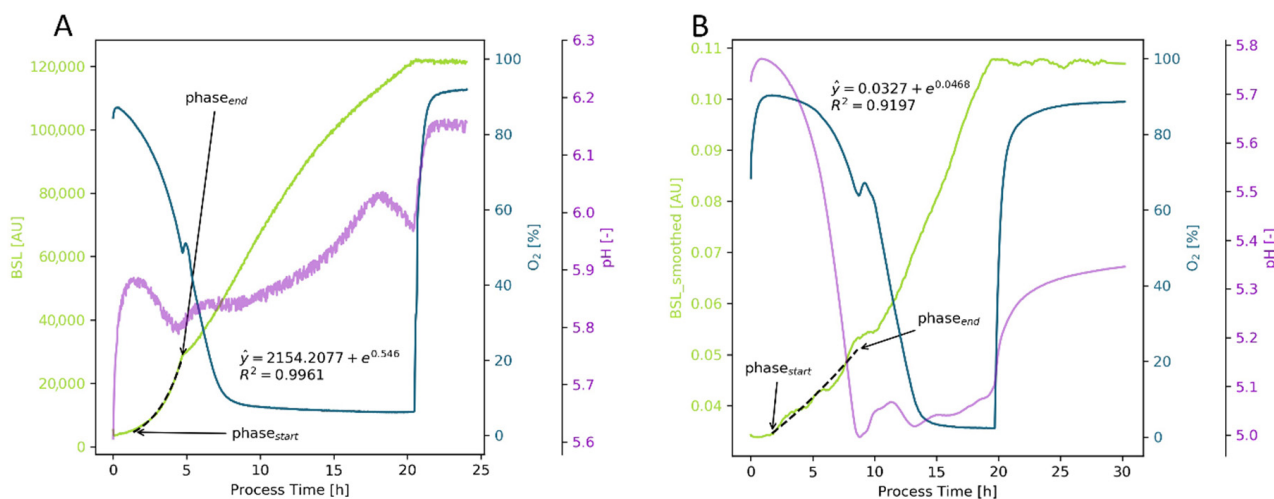 A
BSL [AU]
120,000
100,000
80,000
60,000
40,000
20,000
0
phase_end
phase_start
ŷ = 2154.2077 + e^0.546
R² = 0.9961
0 5 10 15 20 25
Process Time [h]
100
80
60
40
20
0
O₂ [%]
6.3
6.2
6.1
6.0
5.9
5.8
5.7
5.6
pH [-]
B
BSL_smoothed [AU]
0.11
0.10
0.09
0.08
0.07
0.06
0.05
0.04
ŷ = 0.0327 + e^0.0468
R² = 0.9197
phase_end
phase_start
0 5 10 15 20 25 30
Process Time [h]
100
80
60
40
20
0
O₂ [%]
5.8
5.7
5.6
5.5
5.4
5.3
5.2
5.1
5.0
pH [-]